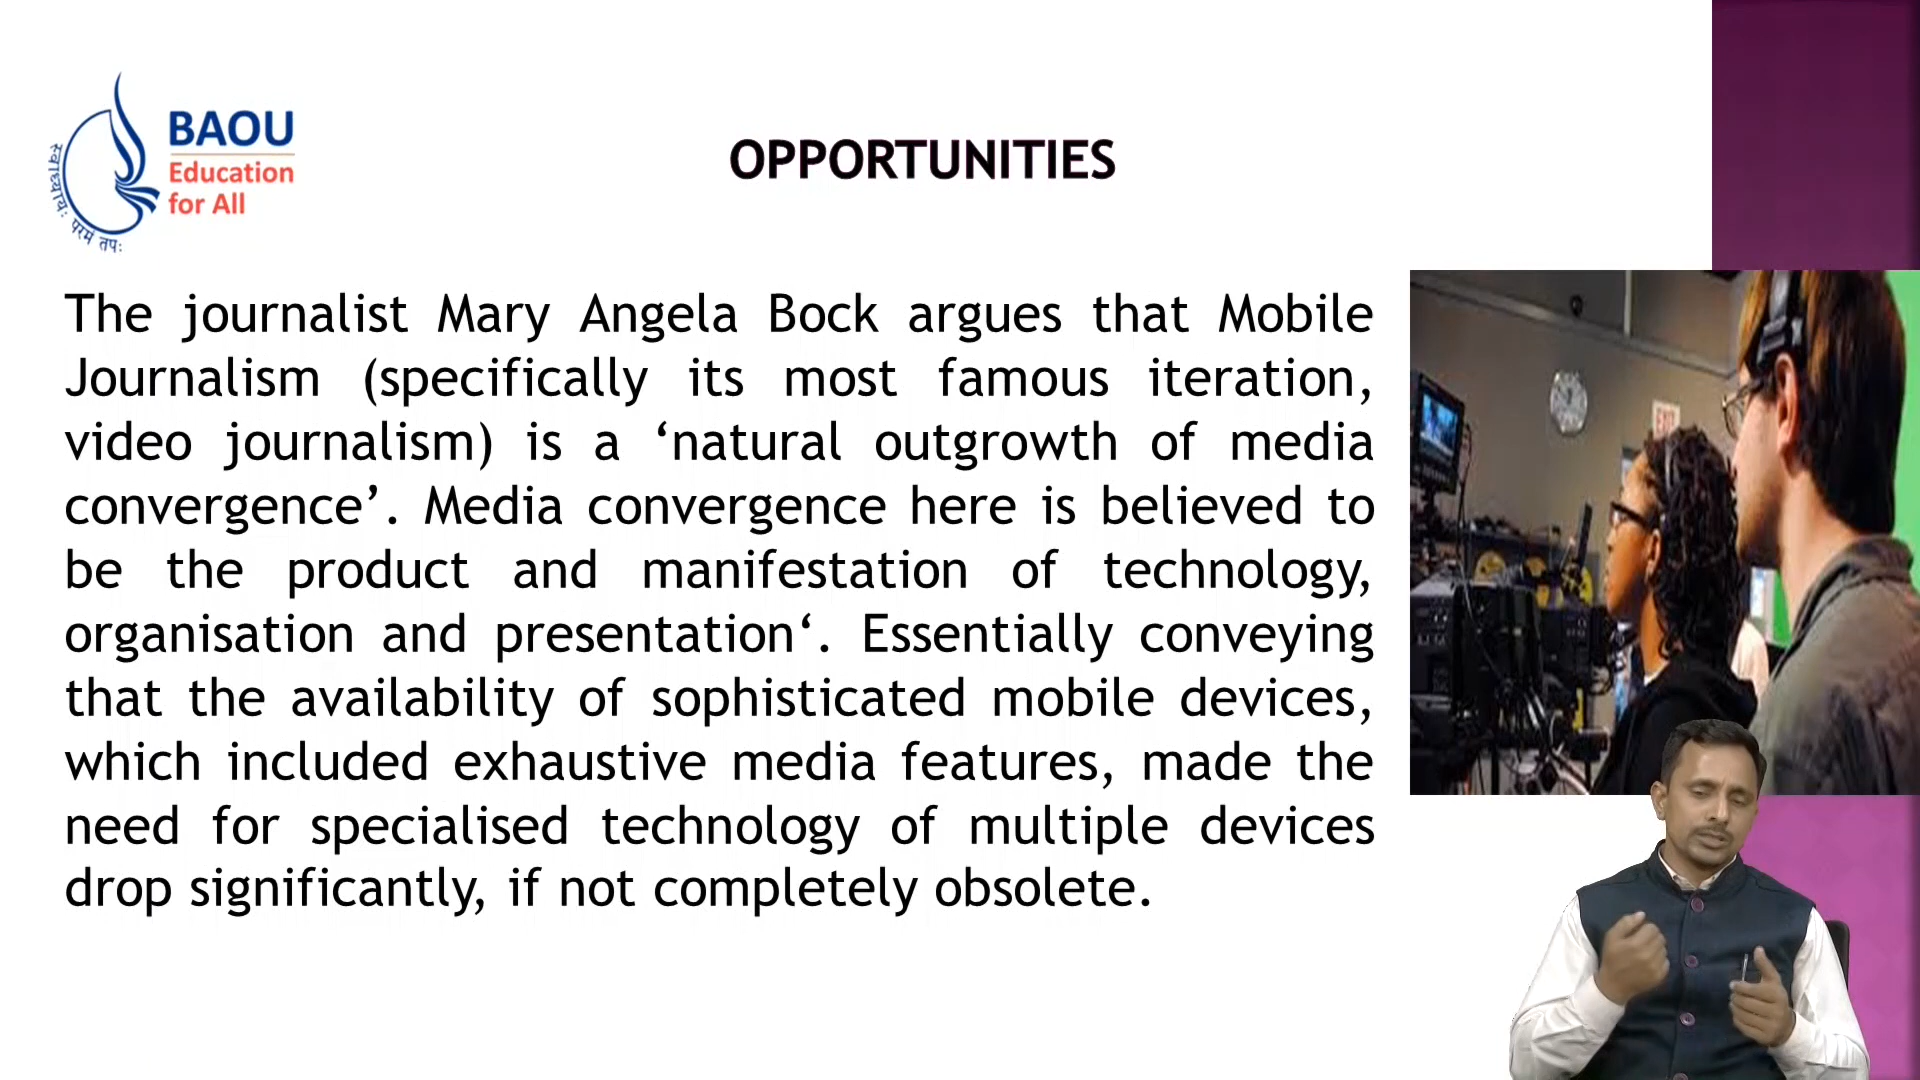 BAOU
Education
for All
स्वाध्यायः परमं तपः
OPPORTUNITIES
The journalist Mary Angela Bock argues that Mobile
Journalism (specifically its most famous iteration,
video journalism) is a ‘natural outgrowth of media
convergence’. Media convergence here is believed to
be the product and manifestation of technology,
organisation and presentation‘. Essentially conveying
that the availability of sophisticated mobile devices,
which included exhaustive media features, made the
need for specialised technology of multiple devices
drop significantly, if not completely obsolete.
EXIT